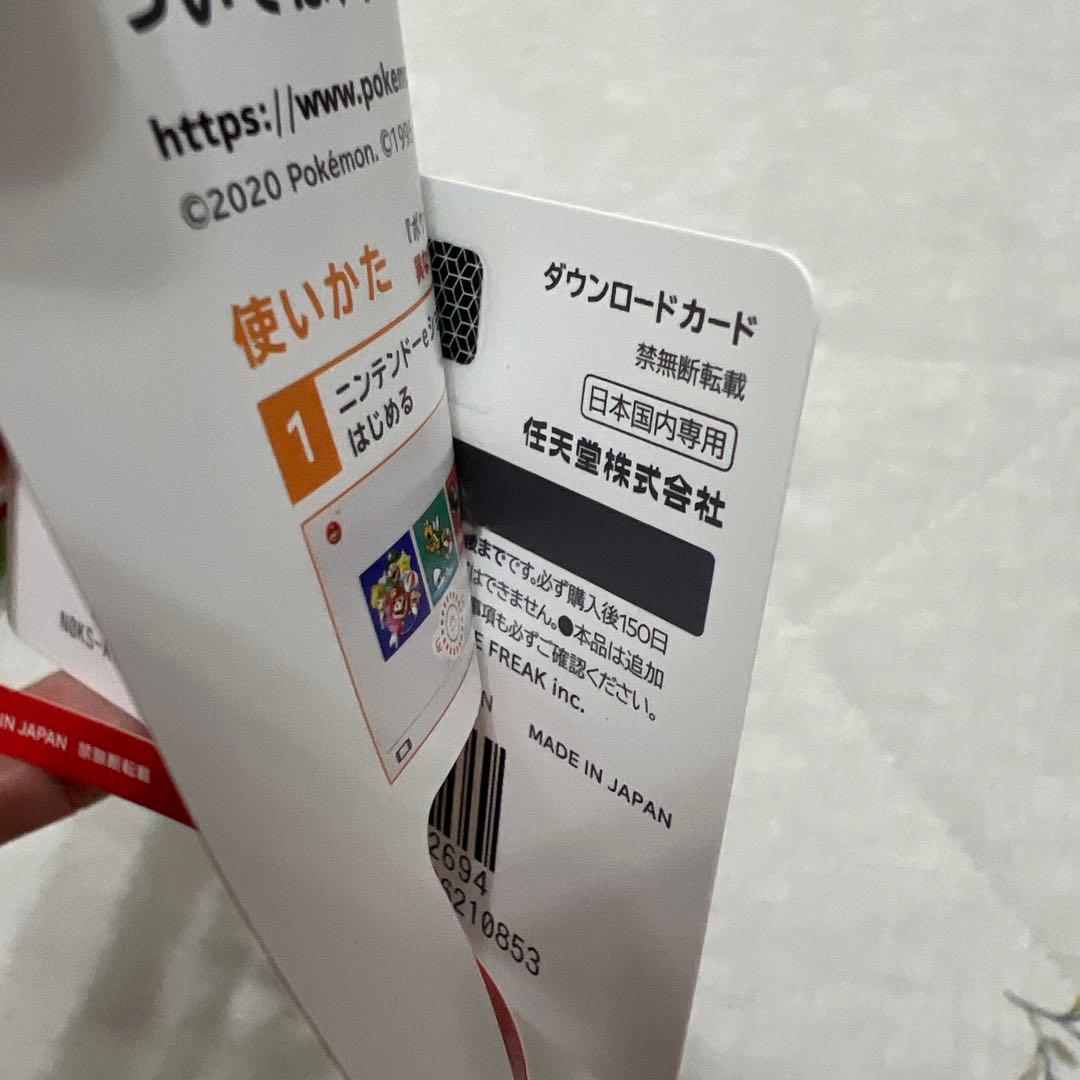 https://www.pokem
©2020 Pokémon. ©199
使いかた
1
ニンテンドーeシ
はじめる
ダウンロードカード
禁無断転載
日本国内専用
任天堂株式会社
までです。必ず購入後150日
はできません。●本品は追加
事項も必ずご確認ください。
E FREAK inc.
N
MADE IN JAPAN
2694
6210853
N0KS-A
IN JAPAN 禁無断転載